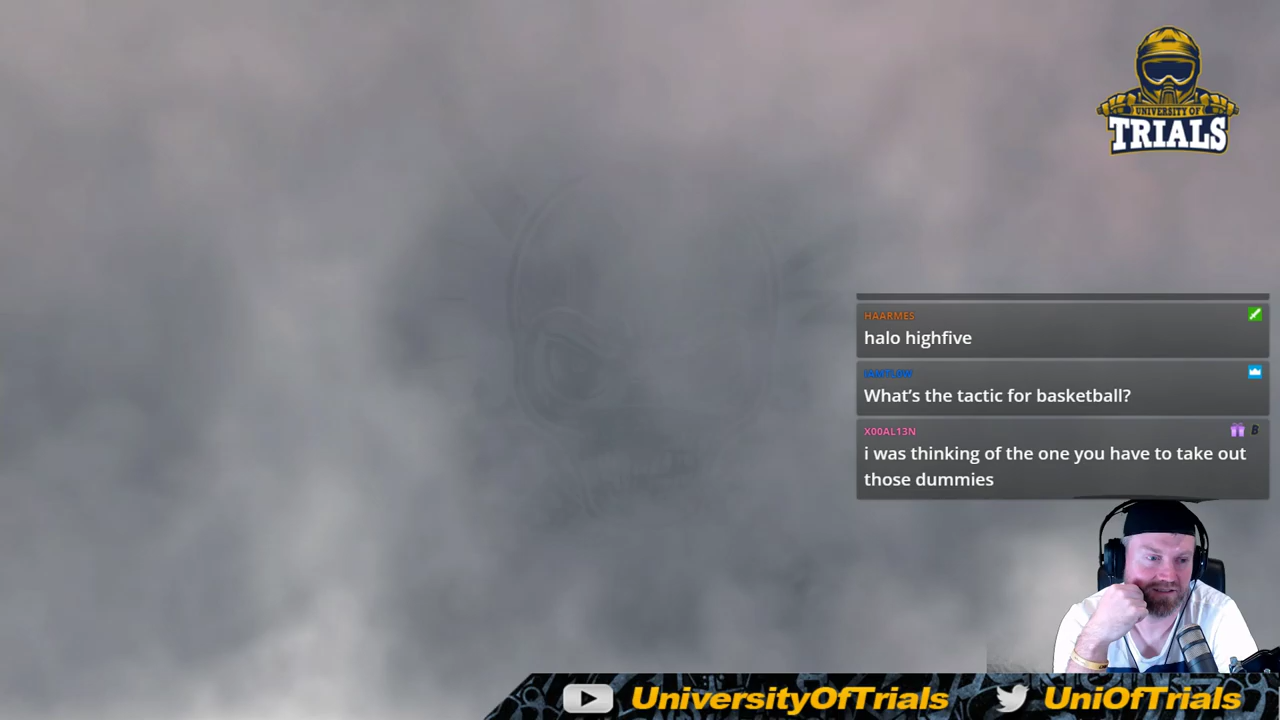 UNIVERSITY OF
TRIALS
HAARMES
halo highfive
What's the tactic for basketball?
X00AL13N
i was thinking of the one you have to take out
those dummies
UniversityOfTrials
UniOfTrials